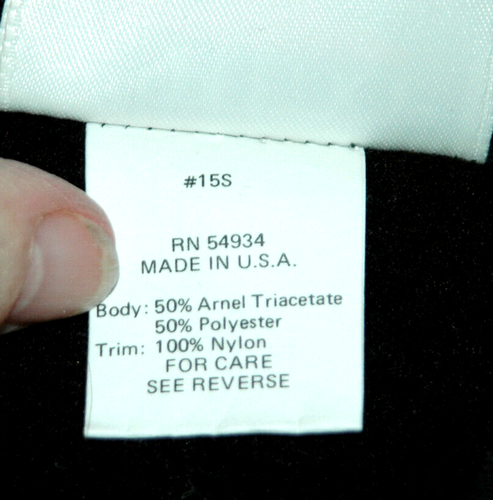 #15S
RN 54934
MADE IN U.S.A.
Body: 50% Arnel Triacetate
50% Polyester
Trim: 100% Nylon
FOR CARE
SEE REVERSE